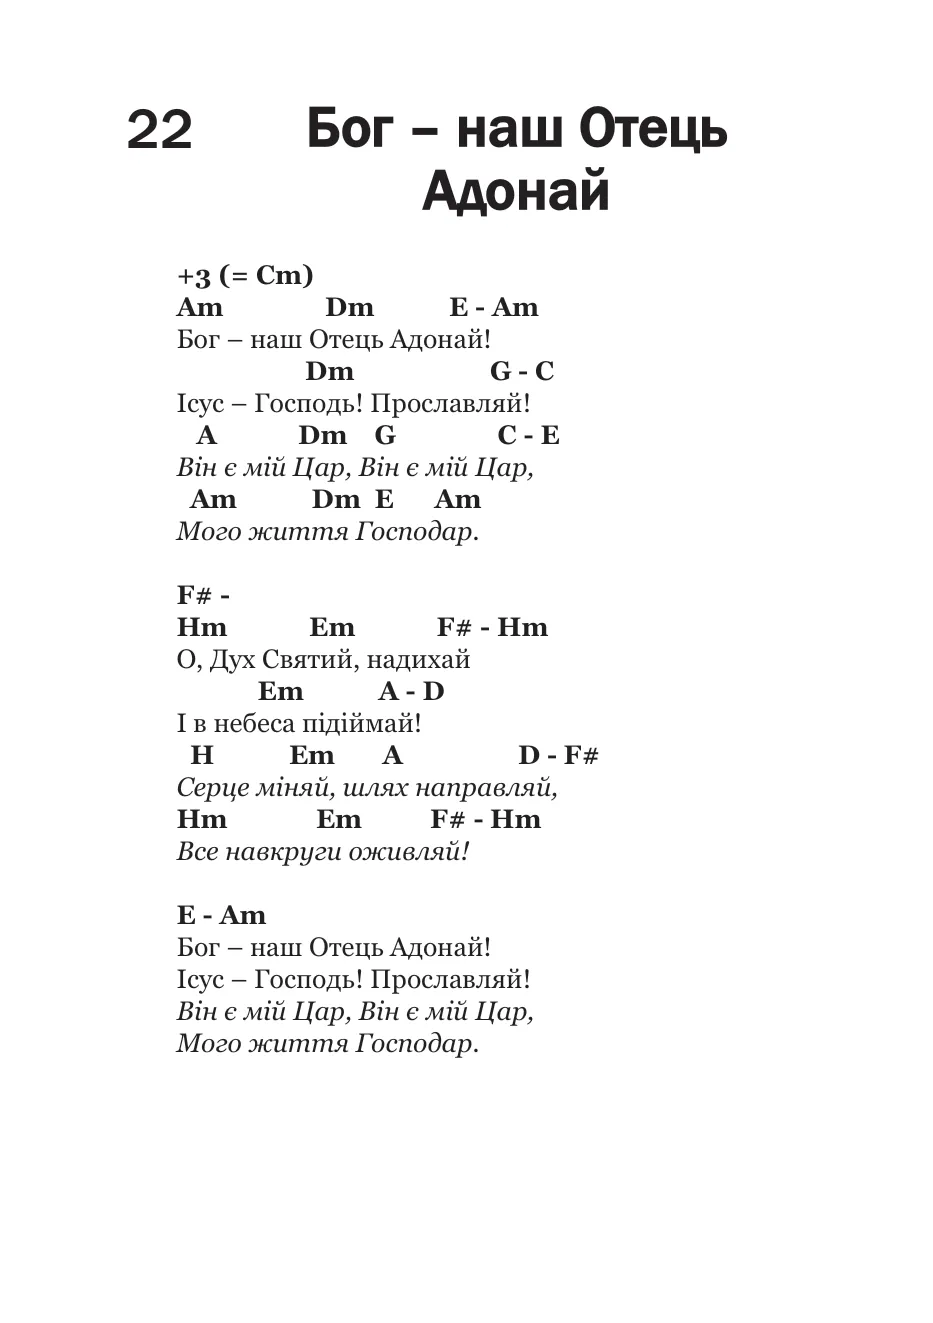 22 Бог – наш Отець
Адонай
+3 (= Cm)
Am Dm E - Am
Бог – наш Отець Адонай!
Dm G - C
Ісус – Господь! Прославляй!
A Dm G C - E
Він є мій Цар, Він є мій Цар,
Am Dm E Am
Мого життя Господар.
F# -
Hm Em F# - Hm
О, Дух Святий, надихай
Em A - D
І в небеса підіймай!
H Em A D - F#
Серце міняй, шлях направляй,
Hm Em F# - Hm
Все навкруги оживляй!
E - Am
Бог – наш Отець Адонай!
Ісус – Господь! Прославляй!
Він є мій Цар, Він є мій Цар,
Мого життя Господар.